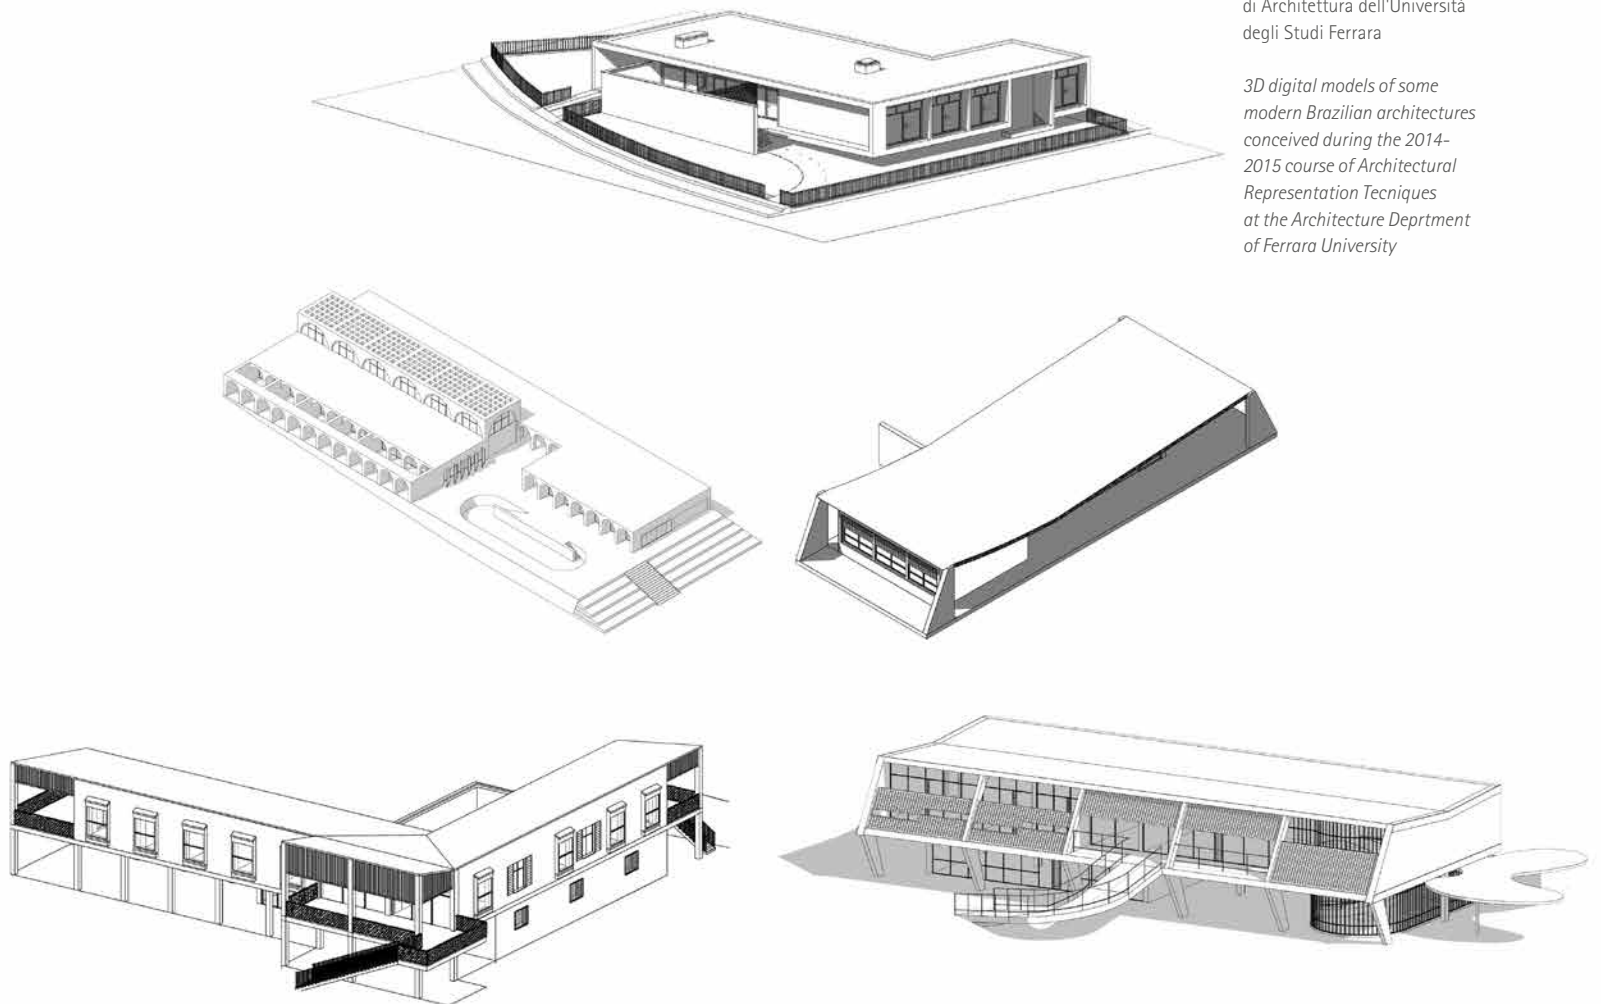 di Architettura dell'Università
degli Studi Ferrara
3D digital models of some
modern Brazilian architectures
conceived during the 2014-
2015 course of Architectural
Representation Tecniques
at the Architecture Deprtment
of Ferrara University